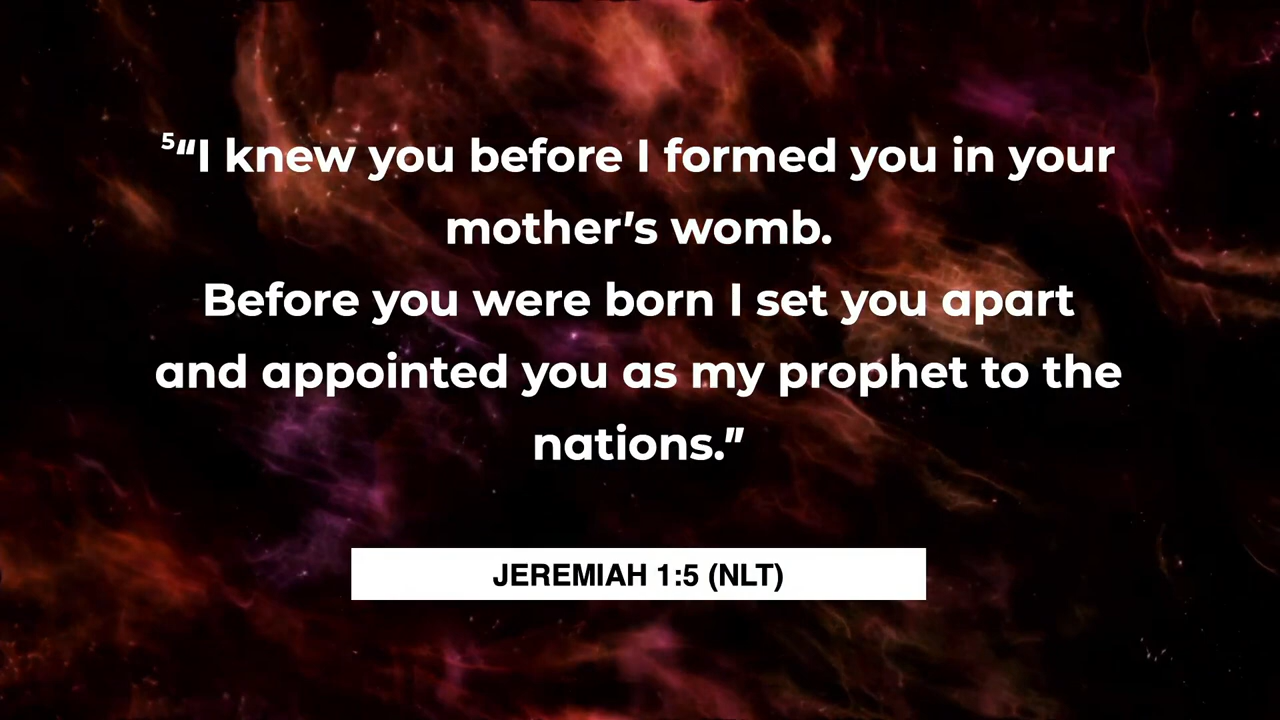 ⁵“I knew you before I formed you in your
mother’s womb.
Before you were born I set you apart
and appointed you as my prophet to the
nations.”
JEREMIAH 1:5 (NLT)